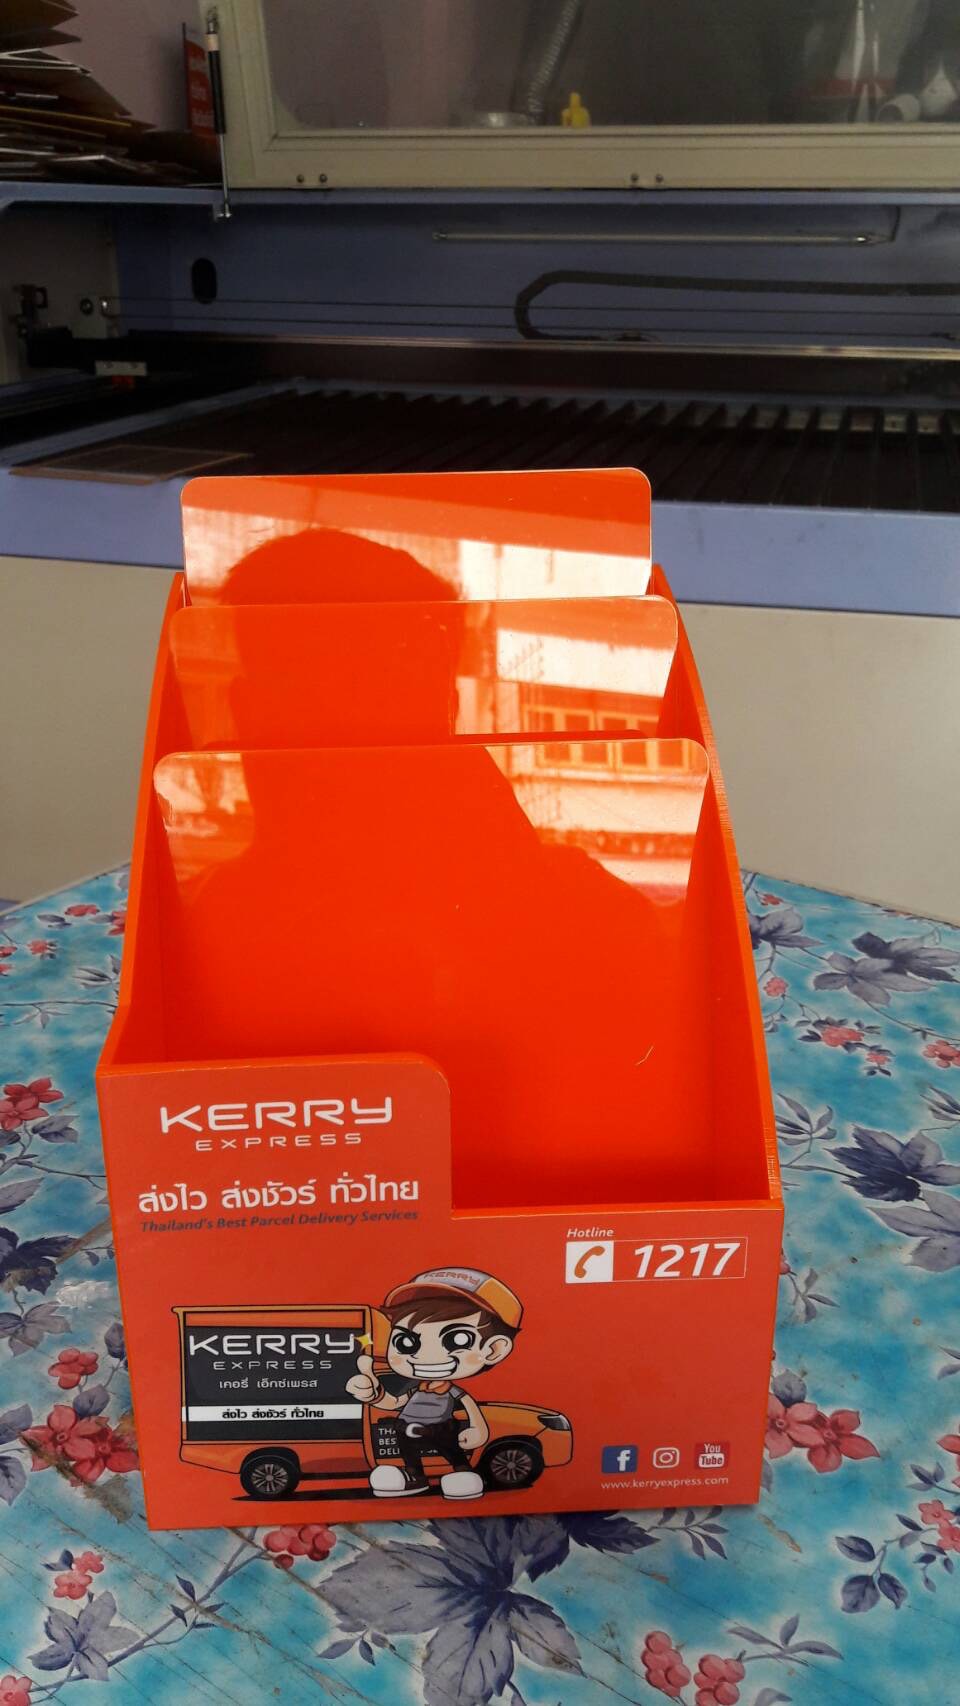 KERRY
EXPRESS
ส่งไว ส่งชัวร์ ทั่วไทย
Thailand's Best Parcel Delivery Services
Hotline
1217
KERRY
KERRY
EXPRESS
เคอรี่ เอ็กซ์เพรส
ส่งไว ส่งชัวร์ ทั่วไทย
BES
DELI
f
You
Tube
www.kerryexpress.com